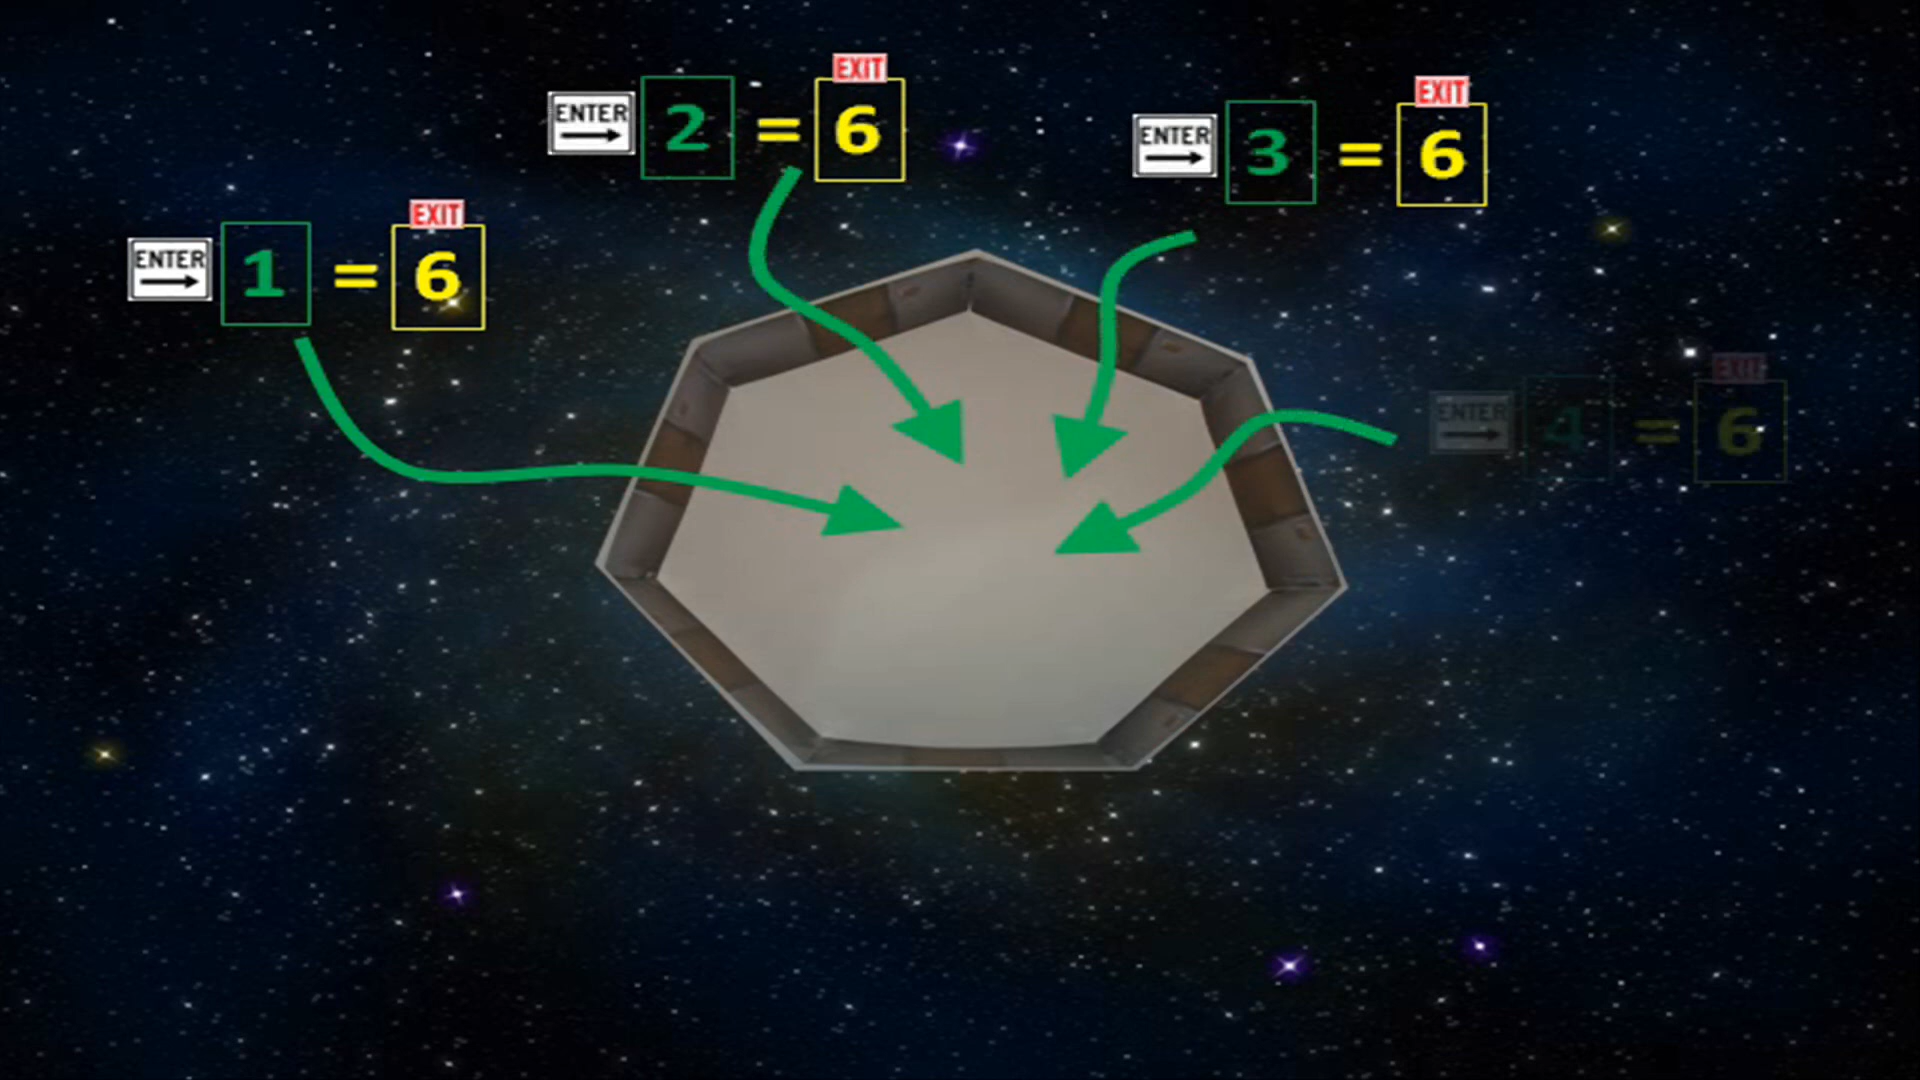 EXIT
ENTER 2 = 6
EXIT
ENTER 3 = 6
EXIT
ENTER 1 = 6
EXIT
ENTER 4 = 6